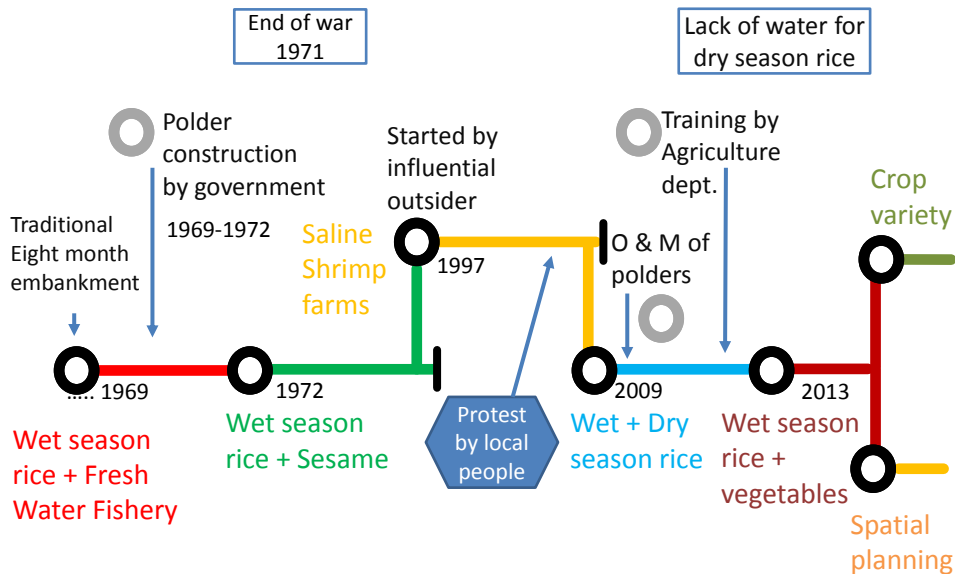 End of war
1971
Lack of water for
dry season rice
Polder
construction
by government
1969-1972
Started by
influential
outsider
Training by
Agriculture
dept.
Crop
variety
Traditional
Eight month
embankment
Saline
Shrimp
farms
1997
O & M of
polders
..... 1969
1972
2009
2013
Wet season
rice + Fresh
Water Fishery
Wet season
rice + Sesame
Protest
by local
people
Wet + Dry
season rice
Wet season
rice +
vegetables
Spatial
planning